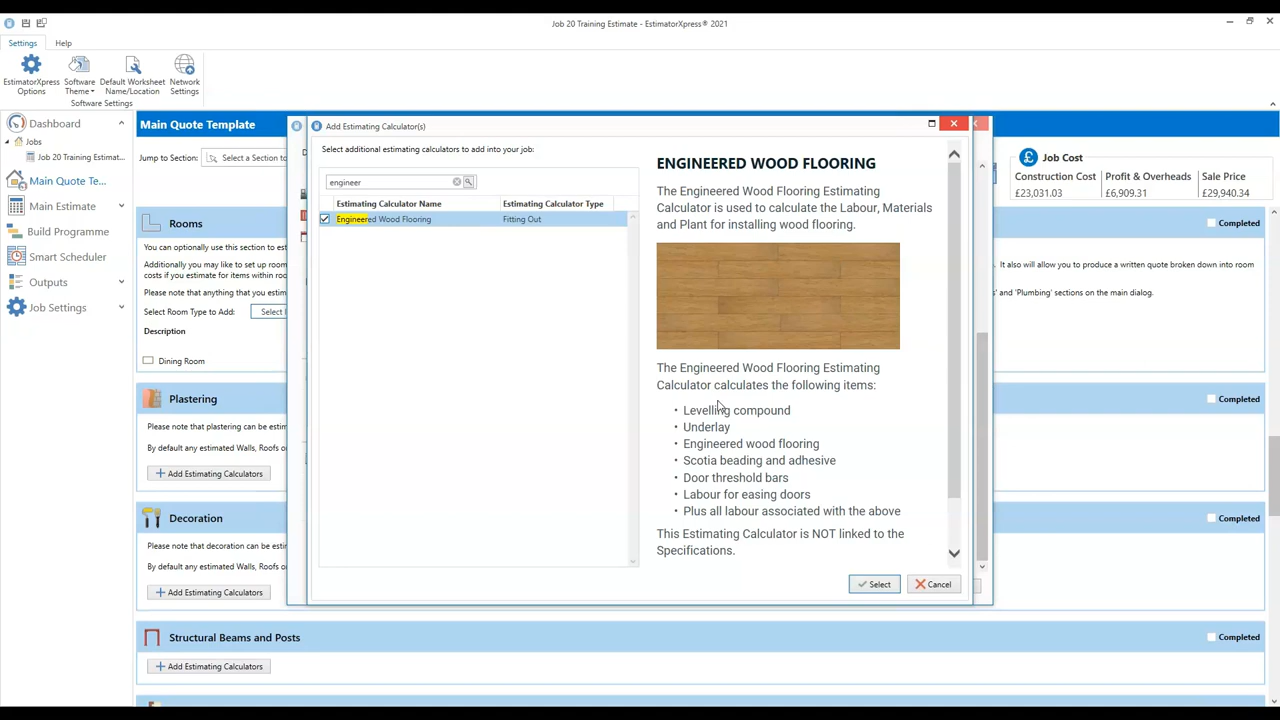 Job 20 Training Estimate - EstimatorXpress® 2021
Settings
Help
EstimatorXpress Options
Software Theme
Default Worksheet Name/Location
Network Settings
Software Settings
Dashboard
Jobs
Job 20 Training Estimat...
Main Quote Te...
Main Estimate
Build Programme
Smart Scheduler
Outputs
Job Settings
Main Quote Template
Jump to Section:
Select a Section to
Job Cost
Construction Cost
Profit & Overheads
Sale Price
£23,031.03
£6,909.31
£29,940.34
Rooms
Completed
You can optionally use this section to est
. It also will allow you to produce a written quote broken down into room
Additionally you may like to set up room
costs if you estimate for items within roo
Please note that anything that you estim
s' and 'Plumbing' sections on the main dialog.
Select Room Type to Add:
Description
Dining Room
Plastering
Completed
Please note that plastering can be estim
By default any estimated Walls, Roofs o
Add Estimating Calculators
Decoration
Completed
Please note that decoration can be estim
By default any estimated Walls, Roofs or
Add Estimating Calculators
Structural Beams and Posts
Completed
Add Estimating Calculators
Add Estimating Calculator(s)
Select additional estimating calculators to add into your job:
engineer
Estimating Calculator Name
Estimating Calculator Type
Engineered Wood Flooring
Fitting Out
ENGINEERED WOOD FLOORING
The Engineered Wood Flooring Estimating
Calculator is used to calculate the Labour, Materials
and Plant for installing wood flooring.
The Engineered Wood Flooring Estimating
Calculator calculates the following items:
• Levelling compound
• Underlay
• Engineered wood flooring
• Scotia beading and adhesive
• Door threshold bars
• Labour for easing doors
• Plus all labour associated with the above
This Estimating Calculator is NOT linked to the
Specifications.
Select
Cancel